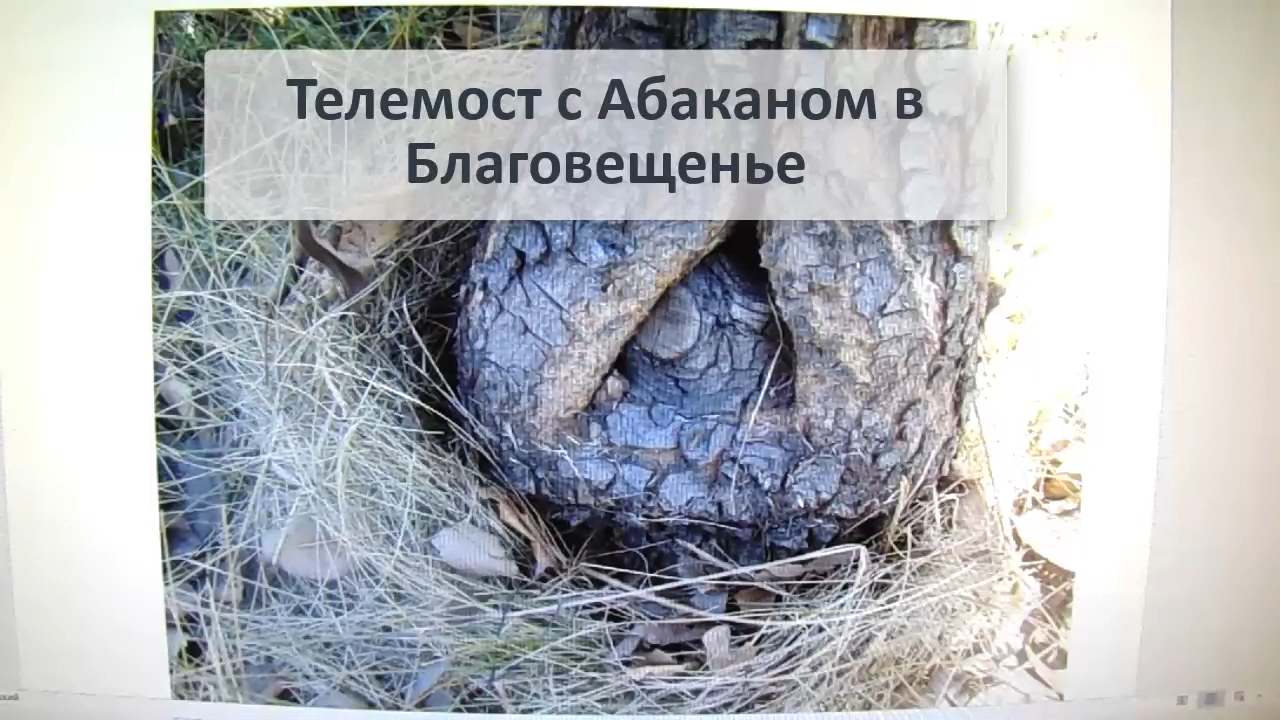 Телемост с Абаканом в
Благовещенье